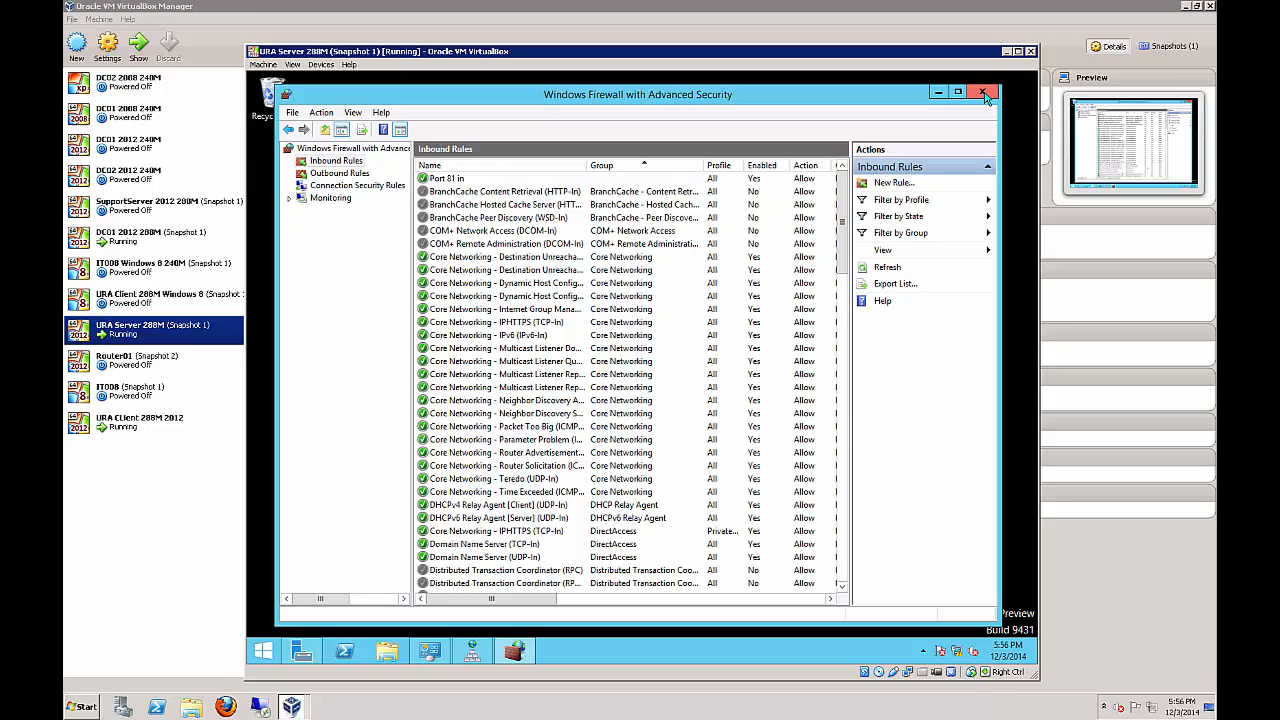 Oracle VM VirtualBox Manager
File Machine Help
New Settings Show Discard
Details Snapshots (1)
DC02 2008 240M
Powered Off
DC01 2008 240M
Powered Off
DC01 2012 240M
Powered Off
DC02 2012 240M
Powered Off
SupportServer 2012 288M (Snapshot 1)
Powered Off
DC01 2012 288M (Snapshot 1)
Running
IT008 Windows 8 240M (Snapshot 1)
Powered Off
URA Client 288M Windows 8 (Snapshot
Powered Off
URA Server 288M (Snapshot 1)
Running
Router01 (Snapshot 2)
Powered Off
IT008 (Snapshot 1)
Powered Off
URA CLient 288M 2012
Running
Preview
URA Server 288M (Snapshot 1) [Running] - Oracle VM VirtualBox
Machine View Devices Help
Recyc
Windows Firewall with Advanced Security
File Action View Help
Windows Firewall with Advanc
Inbound Rules
Outbound Rules
Connection Security Rules
Monitoring
Inbound Rules
Name Group Profile Enabled Action
Port 81 in All Yes Allow
BranchCache Content Retrieval (HTTP-In) BranchCache - Content Retr... All No Allow
BranchCache Hosted Cache Server (HTT... BranchCache - Hosted Cach... All No Allow
BranchCache Peer Discovery (WSD-In) BranchCache - Peer Discove... All No Allow
COM+ Network Access (DCOM-In) COM+ Network Access All No Allow
COM+ Remote Administration (DCOM-In) COM+ Remote Administrati... All No Allow
Core Networking - Destination Unreacha... Core Networking All Yes Allow
Core Networking - Destination Unreacha... Core Networking All Yes Allow
Core Networking - Dynamic Host Config... Core Networking All Yes Allow
Core Networking - Dynamic Host Config... Core Networking All Yes Allow
Core Networking - Internet Group Mana... Core Networking All Yes Allow
Core Networking - IPHTTPS (TCP-In) Core Networking All Yes Allow
Core Networking - IPv6 (IPv6-In) Core Networking All Yes Allow
Core Networking - Multicast Listener Do... Core Networking All Yes Allow
Core Networking - Multicast Listener Qu... Core Networking All Yes Allow
Core Networking - Multicast Listener Rep... Core Networking All Yes Allow
Core Networking - Multicast Listener Rep... Core Networking All Yes Allow
Core Networking - Neighbor Discovery A... Core Networking All Yes Allow
Core Networking - Neighbor Discovery S... Core Networking All Yes Allow
Core Networking - Packet Too Big (ICMP... Core Networking All Yes Allow
Core Networking - Parameter Problem (I... Core Networking All Yes Allow
Core Networking - Router Advertisement... Core Networking All Yes Allow
Core Networking - Router Solicitation (IC... Core Networking All Yes Allow
Core Networking - Teredo (UDP-In) Core Networking All Yes Allow
Core Networking - Time Exceeded (ICMP... Core Networking All Yes Allow
DHCPv4 Relay Agent [Client] (UDP-In) DHCP Relay Agent All Yes Allow
DHCPv6 Relay Agent [Server] (UDP-In) DHCPv6 Relay Agent All Yes Allow
Core Networking - IPHTTPS (TCP-In) DirectAccess Private... Yes Allow
Domain Name Server (TCP-In) DirectAccess All Yes Allow
Domain Name Server (UDP-In) DirectAccess All Yes Allow
Distributed Transaction Coordinator (RPC) Distributed Transaction Coo... All No Allow
Distributed Transaction Coordinator (RP... Distributed Transaction Coo... All No Allow
Actions
Inbound Rules
New Rule...
Filter by Profile
Filter by State
Filter by Group
View
Refresh
Export List...
Help
Preview
Build 9431
5:56 PM
12/3/2014
Right Ctrl
Start
5:56 PM
12/3/2014